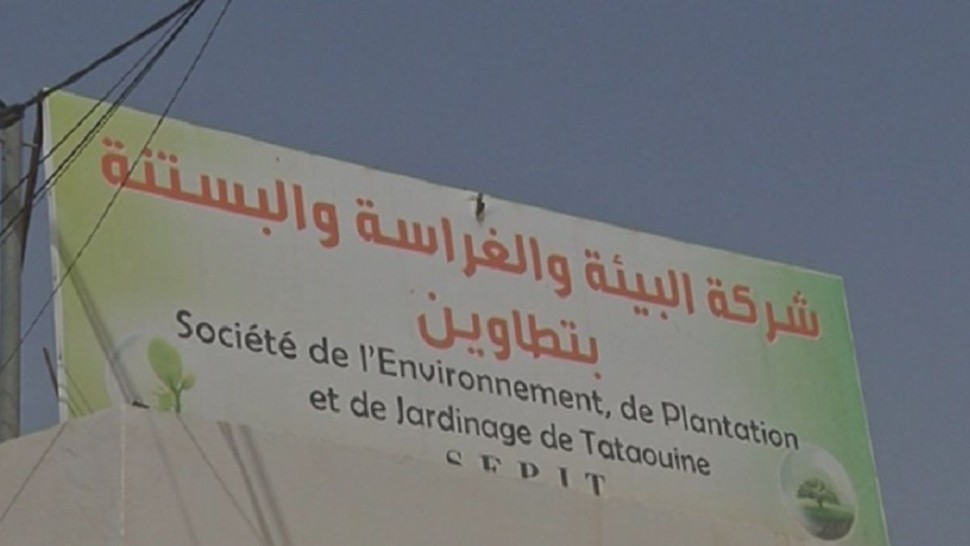 شركة البيئة والغراسة والبستنة
بتطاوين
Société de l'Environnement, de Plantation
et de Jardinage de Tataouine